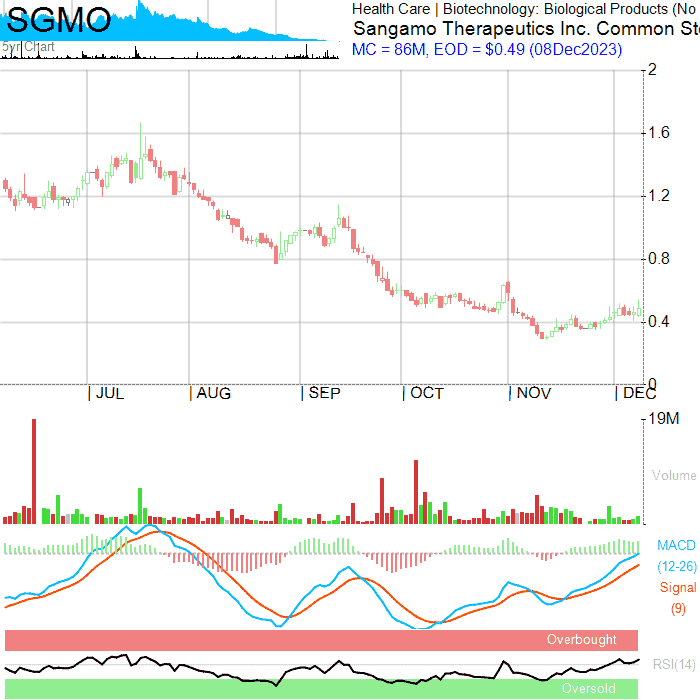 SGMO
5yr Chart
Health Care | Biotechnology: Biological Products (No
Sangamo Therapeutics Inc. Common Sto
MC = 86M, EOD = $0.49 (08Dec2023)
2
1.6
1.2
0.8
0.4
0
JUL
AUG
SEP
OCT
NOV
DEC
19M
Volume
MACD
(12-26)
Signal
(9)
Overbought
RSI(14)
Oversold